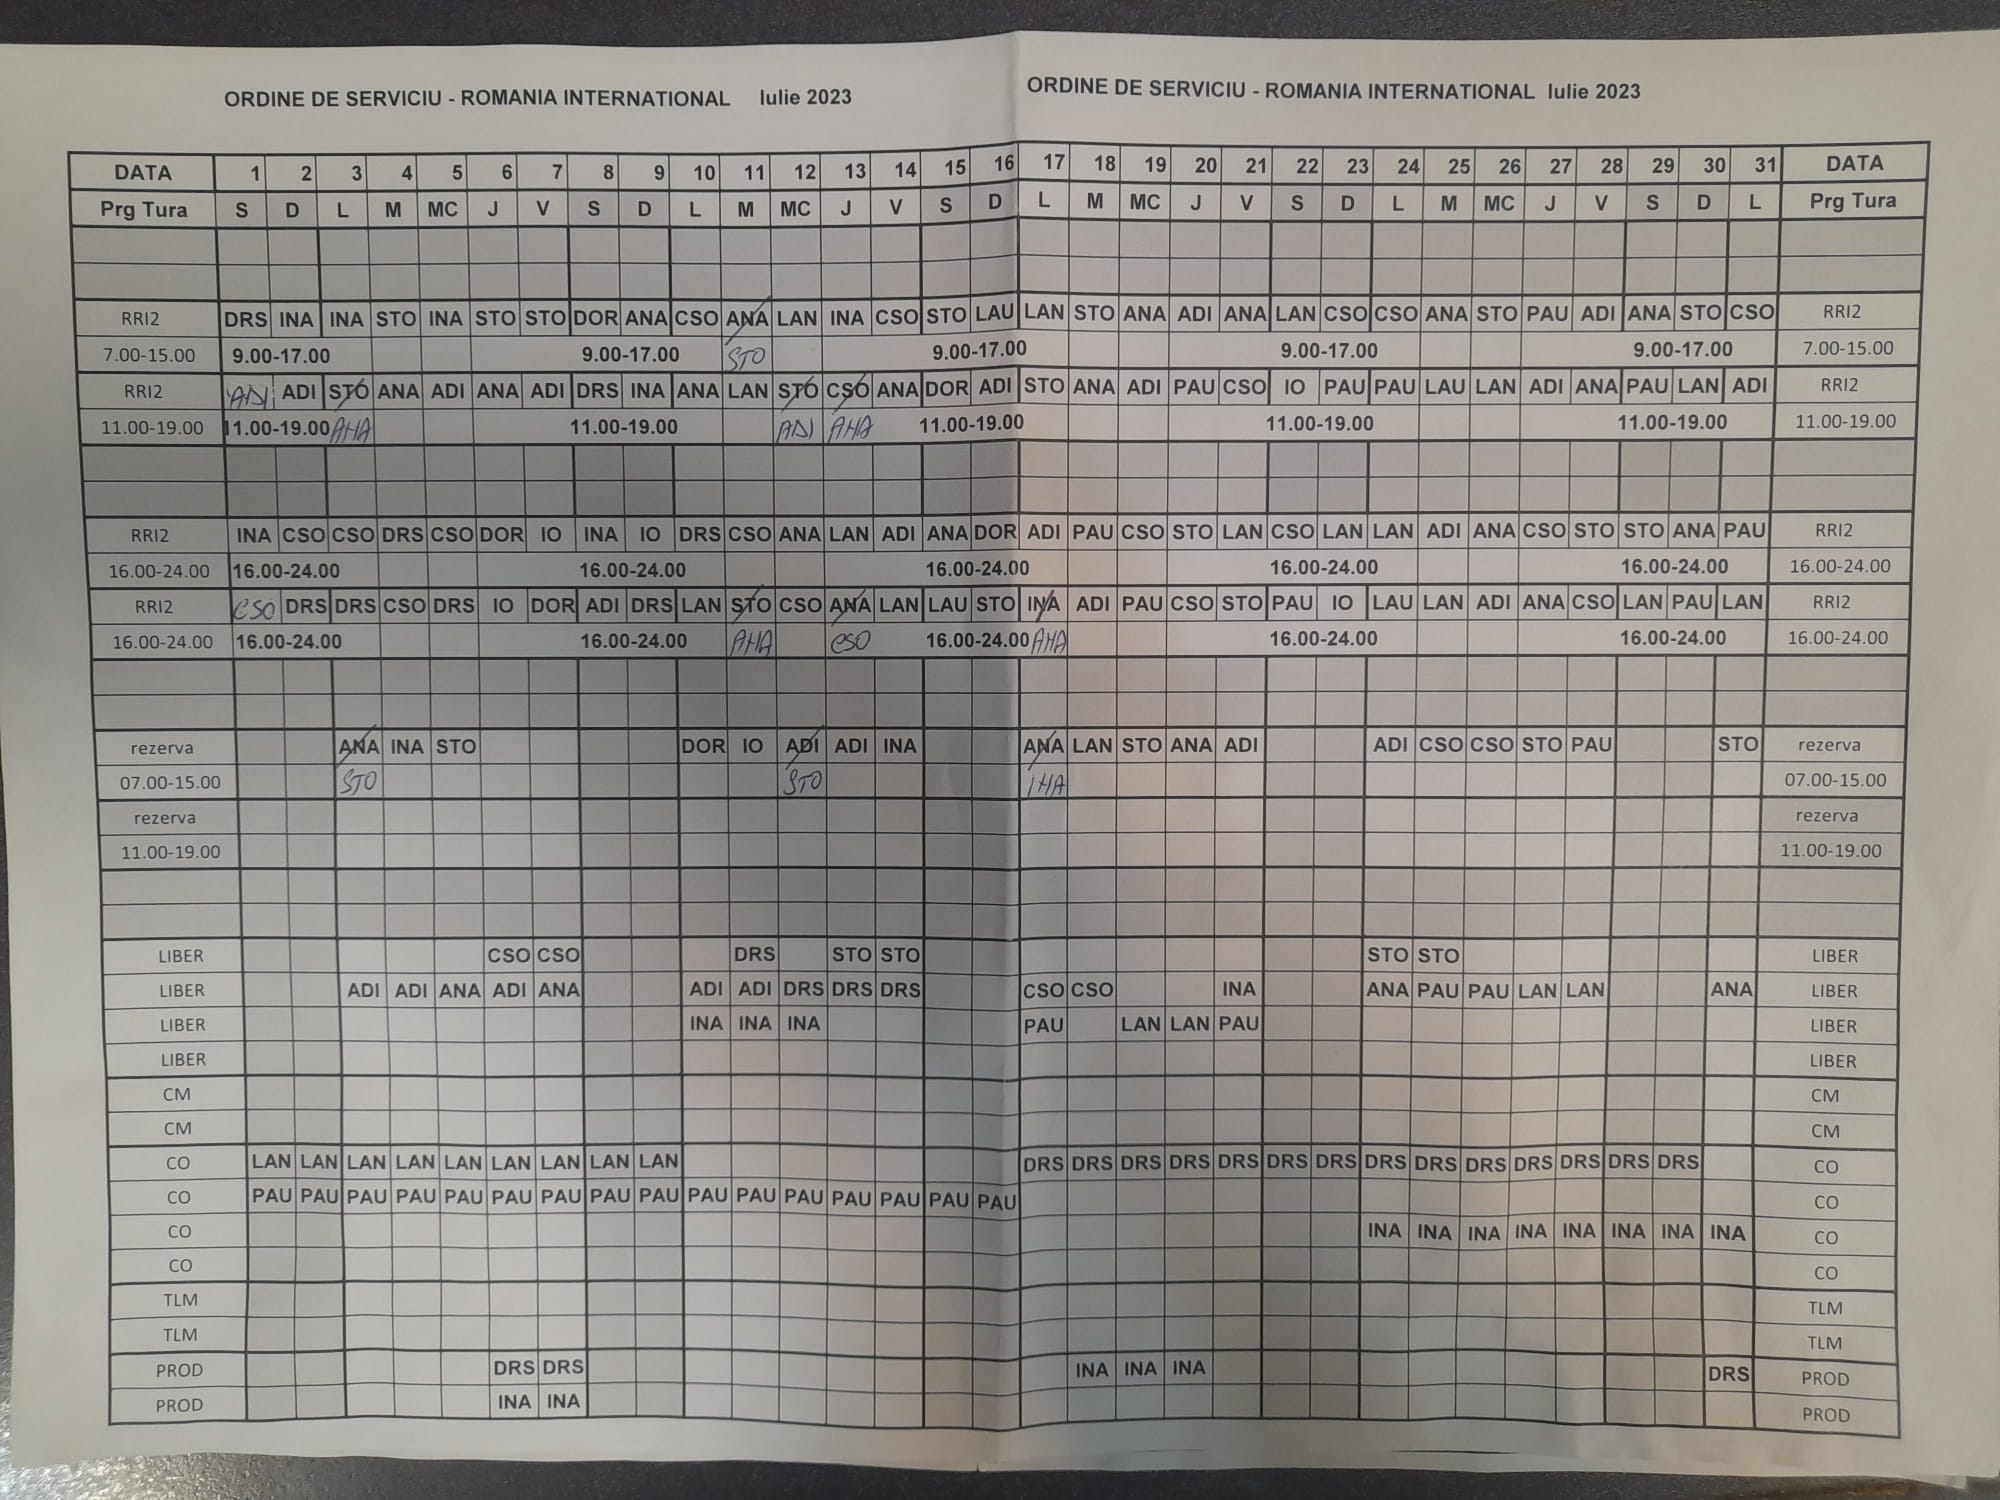 ORDINE DE SERVICIU - ROMANIA INTERNATIONAL Iulie 2023 ORDINE DE SERVICIU - ROMANIA INTERNATIONAL Iulie 2023
DATA 1 2 3 4 5 6 7 8 9 10 11 12 13 14 15 16 17 18 19 20 21 22 23 24 25 26 27 28 29 30 31 DATA
Prg Tura S D L M MC J V S D L M MC J V S D L M MC J V S D L M MC J V S D L Prg Tura
RRI2 DRS INA INA STO INA STO STO DOR ANA CSO ANA LAN INA CSO STO LAU LAN STO ANA ADI ANA LAN CSO CSO ANA STO PAU ADI ANA STO CSO RRI2
7.00-15.00 9.00-17.00 9.00-17.00 STO 9.00-17.00 9.00-17.00 9.00-17.00 7.00-15.00
RRI2 ADI ADI STO ANA ADI ANA ADI DRS INA ANA LAN STO CSO ANA DOR ADI STO ANA ADI PAU CSO IO PAU PAU LAU LAN ADI ANA PAU LAN ADI RRI2
11.00-19.00 11.00-19.00 ANA 11.00-19.00 ADI ANA 11.00-19.00 11.00-19.00 11.00-19.00 11.00-19.00
RRI2 INA CSO CSO DRS CSO DOR IO INA IO DRS CSO ANA LAN ADI ANA DOR ADI PAU CSO STO LAN CSO LAN LAN ADI ANA CSO STO STO ANA PAU RRI2
16.00-24.00 16.00-24.00 16.00-24.00 16.00-24.00 16.00-24.00 16.00-24.00 16.00-24.00
RRI2 CSO DRS DRS CSO DRS IO DOR ADI DRS LAN STO CSO ANA LAN LAU STO INA ADI PAU CSO STO PAU IO LAU LAN ADI ANA CSO LAN PAU LAN RRI2
16.00-24.00 16.00-24.00 16.00-24.00 ANA CSO 16.00-24.00 ANA 16.00-24.00 16.00-24.00 16.00-24.00
rezerva ANA INA STO DOR IO ADI ADI INA ANA LAN STO ANA ADI ADI CSO CSO STO PAU STO rezerva
07.00-15.00 STO STO INA 07.00-15.00
rezerva rezerva
11.00-19.00 11.00-19.00
LIBER CSO CSO DRS STO STO STO STO LIBER
LIBER ADI ADI ANA ADI ANA ADI ADI DRS DRS DRS CSO CSO INA ANA PAU PAU LAN LAN ANA LIBER
LIBER INA INA INA PAU LAN LAN PAU LIBER
LIBER LIBER
CM CM
CM CM
CO LAN LAN LAN LAN LAN LAN LAN LAN LAN DRS DRS DRS DRS DRS DRS DRS DRS DRS DRS DRS DRS DRS DRS CO
CO PAU PAU PAU PAU PAU PAU PAU PAU PAU PAU PAU PAU PAU PAU PAU PAU CO
CO INA INA INA INA INA INA INA INA CO
CO CO
TLM TLM
TLM TLM
PROD DRS DRS INA INA INA DRS PROD
PROD INA INA PROD